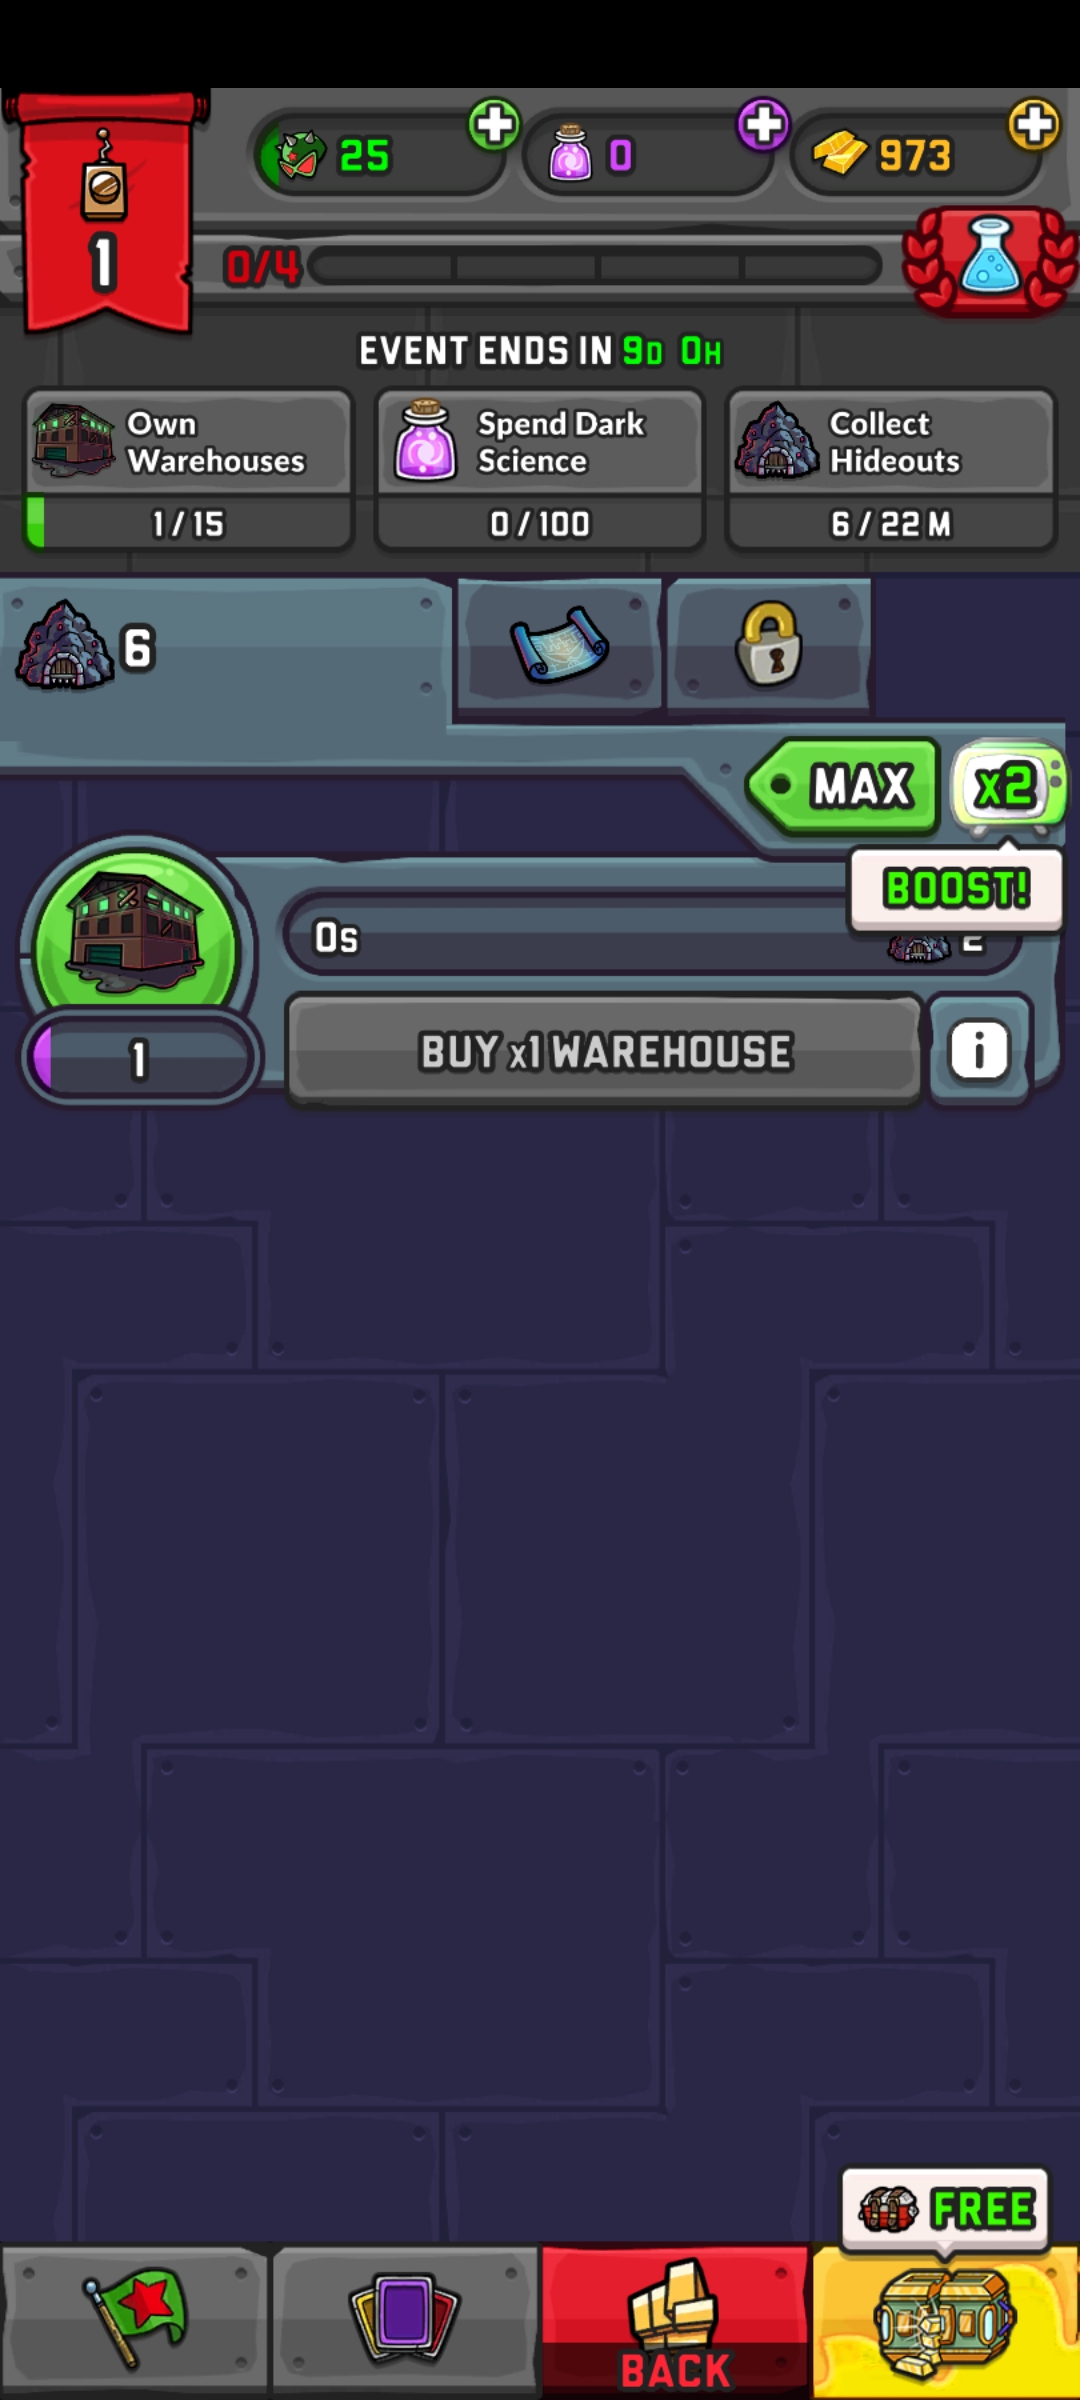 25
0
973
1
0/4
EVENT ENDS IN 9D 0H
Own Warehouses
1 / 15
Spend Dark Science
0 / 100
Collect Hideouts
6 / 22 M
6
MAX
x2
BOOST!
0s
2
1
BUY x1 WAREHOUSE
i
FREE
BACK